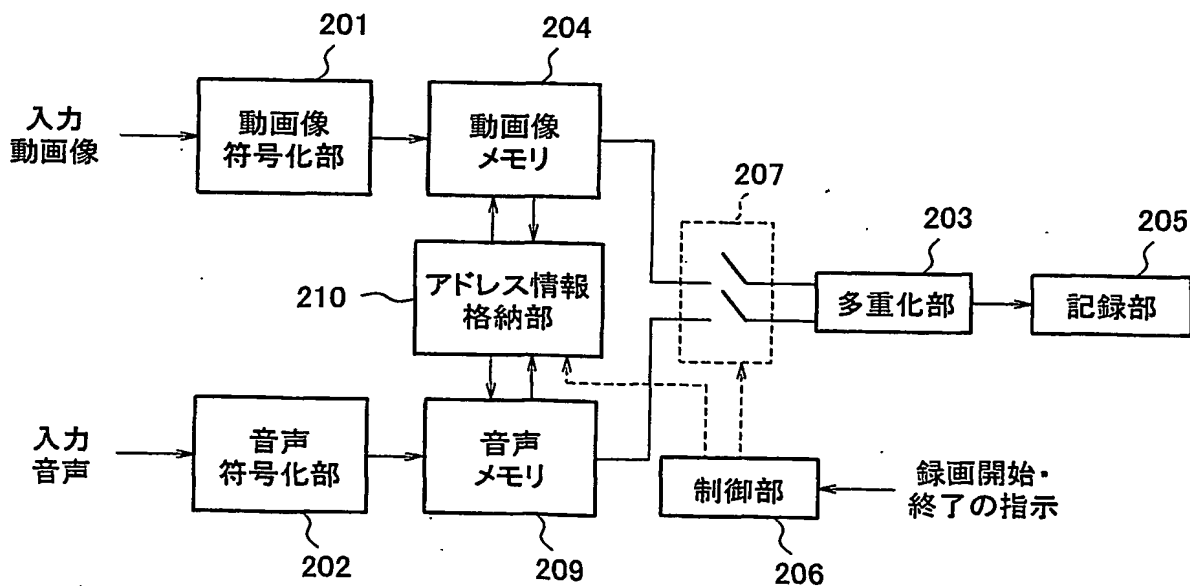 201
204
入力
動画像
動画像
符号化部
動画像
メモリ
207
203
205
210
アドレス情報
格納部
多重化部
記録部
入力
音声
音声
符号化部
音声
メモリ
制御部
録画開始・
終了の指示
202
209
206